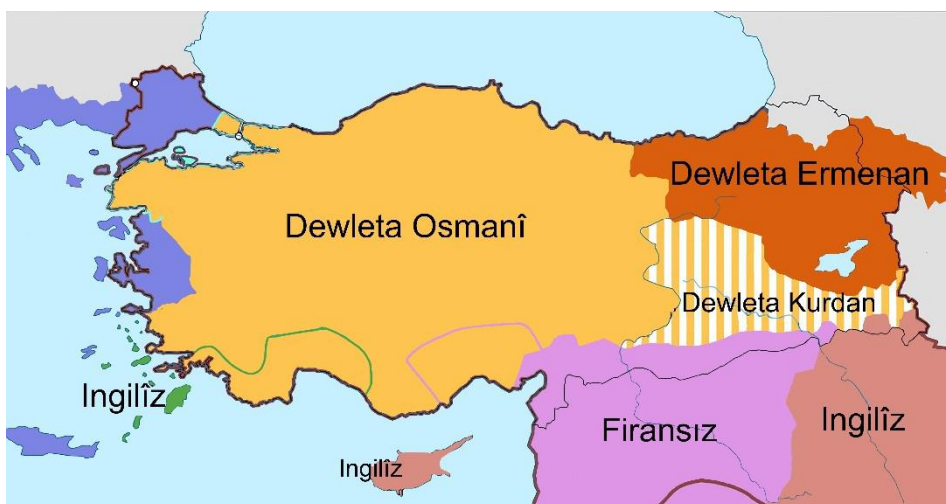 Dewleta Ermenan
Dewleta Osmanî
Dewleta Kurdan
Ingilîz
Firansız
Ingilîz
Ingilîz